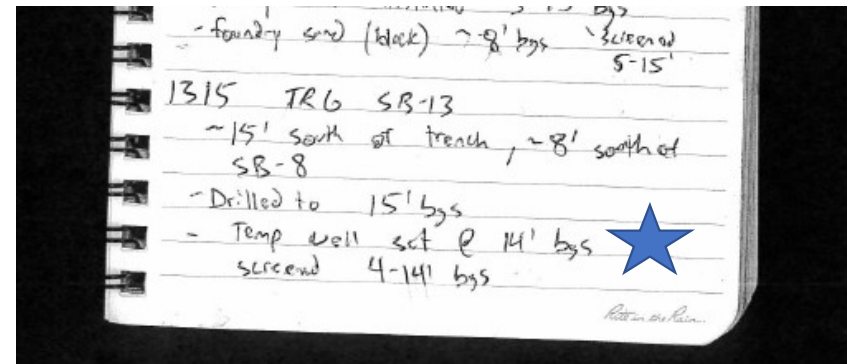 - foundry sand (black) ~8' bgs screened
5-15'
1315 TRG SB-13
~15' south of trench, ~8' south of
SB-8
- Drilled to 15' bgs
- Temp well set @ 14' bgs
screend 4-14' bgs
Rite in the Rain